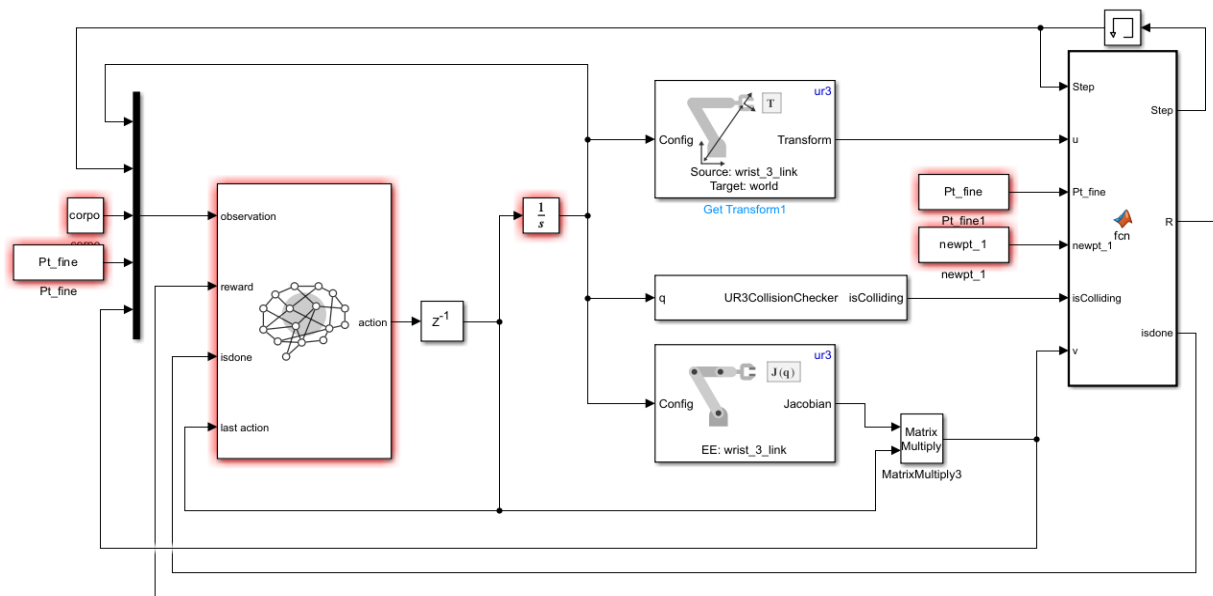 ur3
T
Config
Transform
Source: wrist_3_link
Target: world
Get Transform1
Step
Step
u
Pt_fine
Pt_fine1
Pt_fine
newpt_1
newpt_1
newpt_1
fcn
R
isColliding
isdone
v
corpo
Pt_fine
Pt_fine
observation
reward
isdone
last action
action
Z-1
1
s
q
UR3CollisionChecker
isColliding
ur3
J(q)
Config
Jacobian
EE: wrist_3_link
Matrix
Multiply
MatrixMultiply3